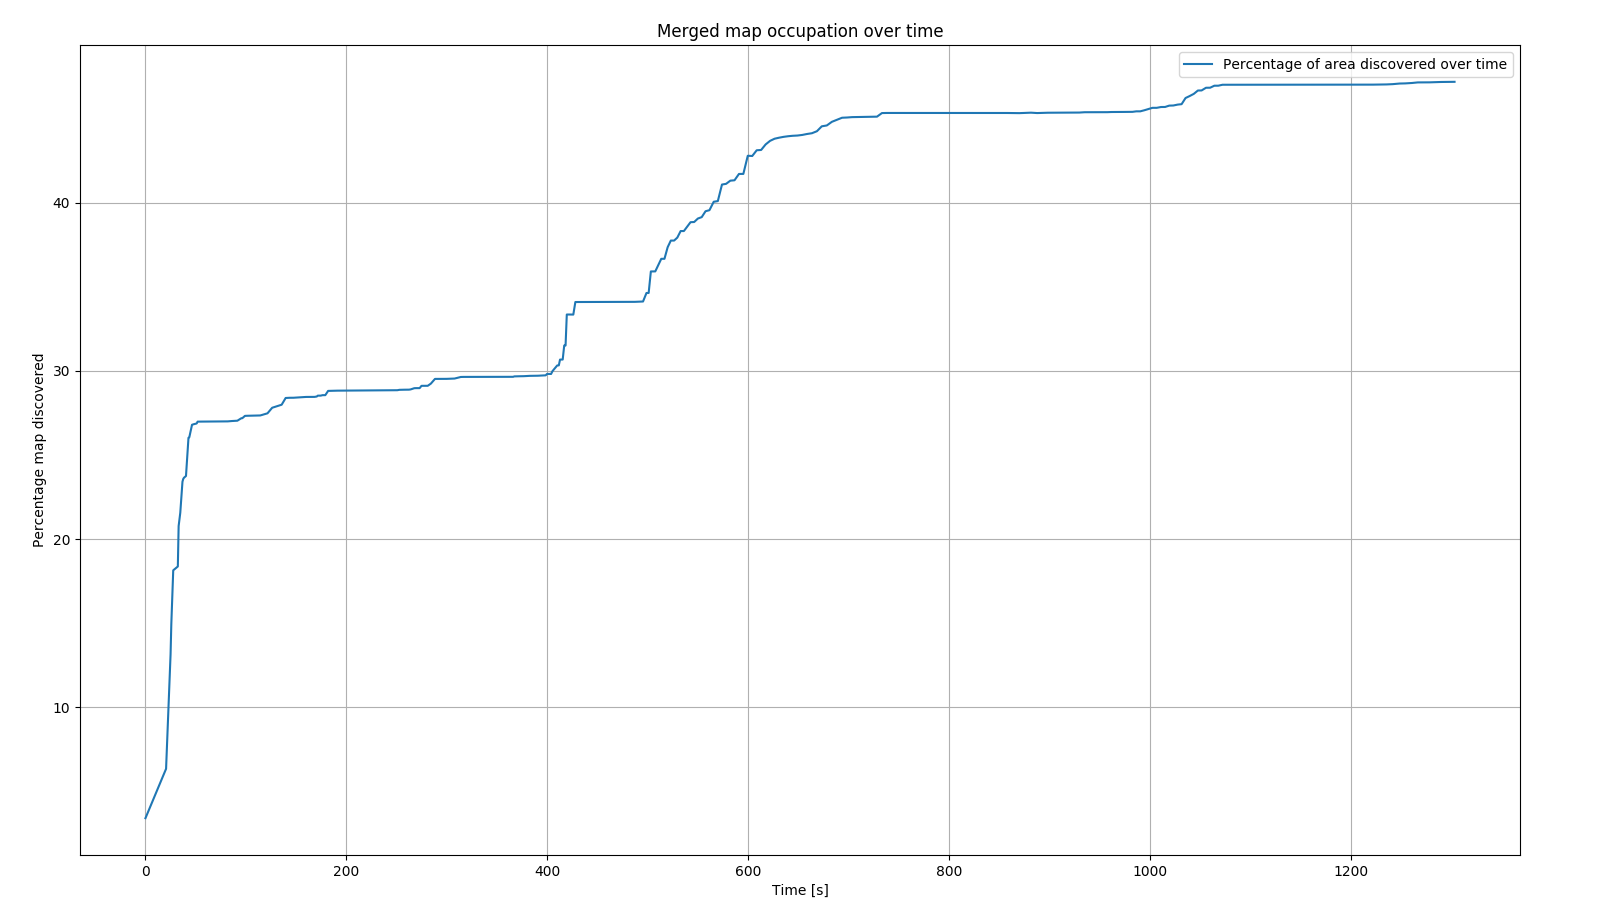 Merged map occupation over time
Percentage of area discovered over time
Percentage map discovered
40
30
20
10
0 200 400 600 800 1000 1200
Time [s]